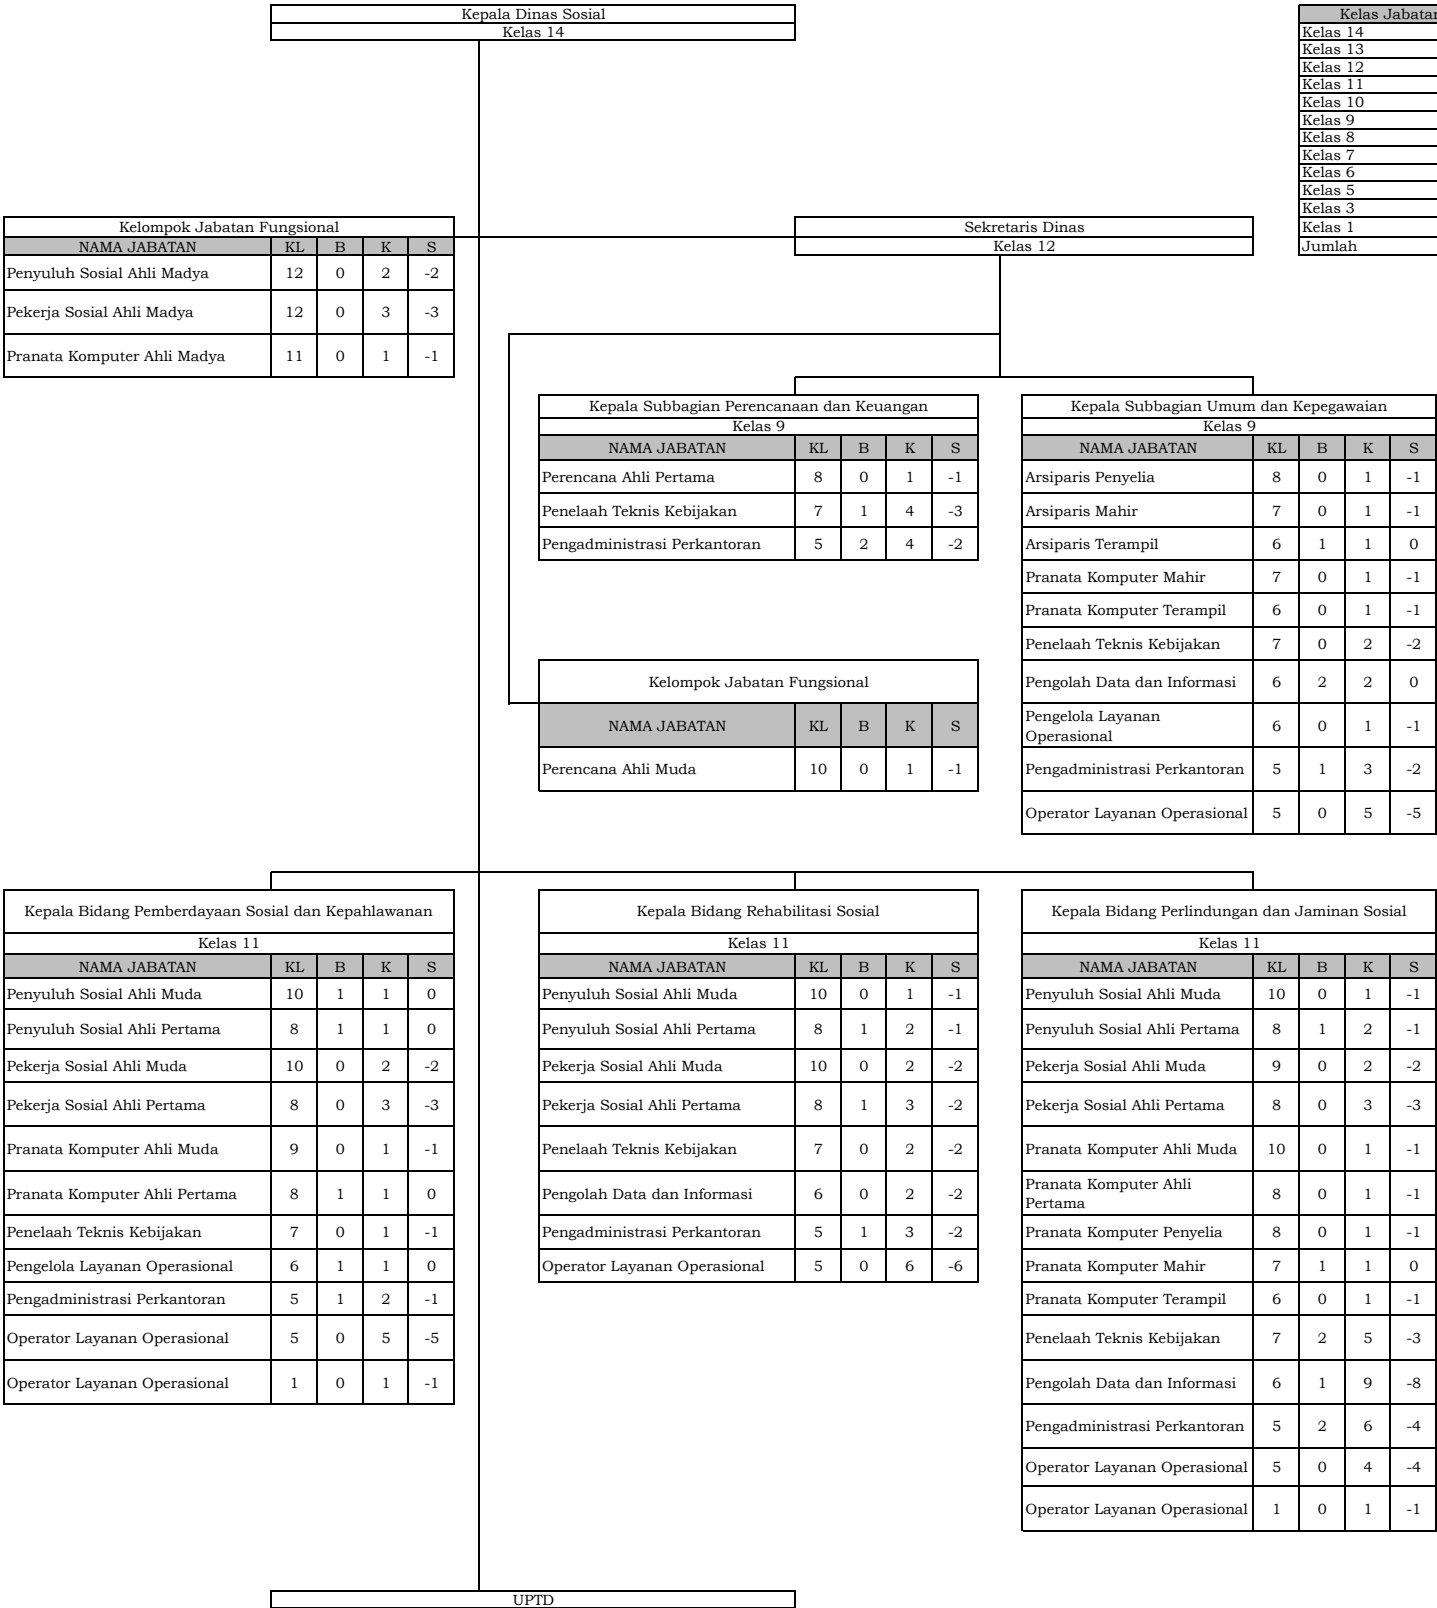 Kepala Dinas Sosial
Kelas 14
Kelas Jabatan
Kelas 14
Kelas 13
Kelas 12
Kelas 11
Kelas 10
Kelas 9
Kelas 8
Kelas 7
Kelas 6
Kelas 5
Kelas 3
Kelas 1
Jumlah
Kelompok Jabatan Fungsional
NAMA JABATAN KL B K S
Penyuluh Sosial Ahli Madya 12 0 2 -2
Pekerja Sosial Ahli Madya 12 0 3 -3
Pranata Komputer Ahli Madya 11 0 1 -1
Sekretaris Dinas
Kelas 12
Kepala Subbagian Perencanaan dan Keuangan
Kelas 9
NAMA JABATAN KL B K S
Perencana Ahli Pertama 8 0 1 -1
Penelaah Teknis Kebijakan 7 1 4 -3
Pengadministrasi Perkantoran 5 2 4 -2
Kelompok Jabatan Fungsional
NAMA JABATAN KL B K S
Perencana Ahli Muda 10 0 1 -1
Kepala Subbagian Umum dan Kepegawaian
Kelas 9
NAMA JABATAN KL B K S
Arsiparis Penyelia 8 0 1 -1
Arsiparis Mahir 7 0 1 -1
Arsiparis Terampil 6 1 1 0
Pranata Komputer Mahir 7 0 1 -1
Pranata Komputer Terampil 6 0 1 -1
Penelaah Teknis Kebijakan 7 0 2 -2
Pengolah Data dan Informasi 6 2 2 0
Pengelola Layanan
Operasional 6 0 1 -1
Pengadministrasi Perkantoran 5 1 3 -2
Operator Layanan Operasional 5 0 5 -5
Kepala Bidang Pemberdayaan Sosial dan Kepahlawanan
Kelas 11
NAMA JABATAN KL B K S
Penyuluh Sosial Ahli Muda 10 1 1 0
Penyuluh Sosial Ahli Pertama 8 1 1 0
Pekerja Sosial Ahli Muda 10 0 2 -2
Pekerja Sosial Ahli Pertama 8 0 3 -3
Pranata Komputer Ahli Muda 9 0 1 -1
Pranata Komputer Ahli Pertama 8 1 1 0
Penelaah Teknis Kebijakan 7 0 1 -1
Pengelola Layanan Operasional 6 1 1 0
Pengadministrasi Perkantoran 5 1 2 -1
Operator Layanan Operasional 5 0 5 -5
Operator Layanan Operasional 1 0 1 -1
Kepala Bidang Rehabilitasi Sosial
Kelas 11
NAMA JABATAN KL B K S
Penyuluh Sosial Ahli Muda 10 0 1 -1
Penyuluh Sosial Ahli Pertama 8 1 2 -1
Pekerja Sosial Ahli Muda 10 0 2 -2
Pekerja Sosial Ahli Pertama 8 1 3 -2
Penelaah Teknis Kebijakan 7 0 2 -2
Pengolah Data dan Informasi 6 0 2 -2
Pengadministrasi Perkantoran 5 1 3 -2
Operator Layanan Operasional 5 0 6 -6
Kepala Bidang Perlindungan dan Jaminan Sosial
Kelas 11
NAMA JABATAN KL B K S
Penyuluh Sosial Ahli Muda 10 0 1 -1
Penyuluh Sosial Ahli Pertama 8 1 2 -1
Pekerja Sosial Ahli Muda 9 0 2 -2
Pekerja Sosial Ahli Pertama 8 0 3 -3
Pranata Komputer Ahli Muda 10 0 1 -1
Pranata Komputer Ahli
Pertama 8 0 1 -1
Pranata Komputer Penyelia 8 0 1 -1
Pranata Komputer Mahir 7 1 1 0
Pranata Komputer Terampil 6 0 1 -1
Penelaah Teknis Kebijakan 7 2 5 -3
Pengolah Data dan Informasi 6 1 9 -8
Pengadministrasi Perkantoran 5 2 6 -4
Operator Layanan Operasional 5 0 4 -4
Operator Layanan Operasional 1 0 1 -1
UPTD